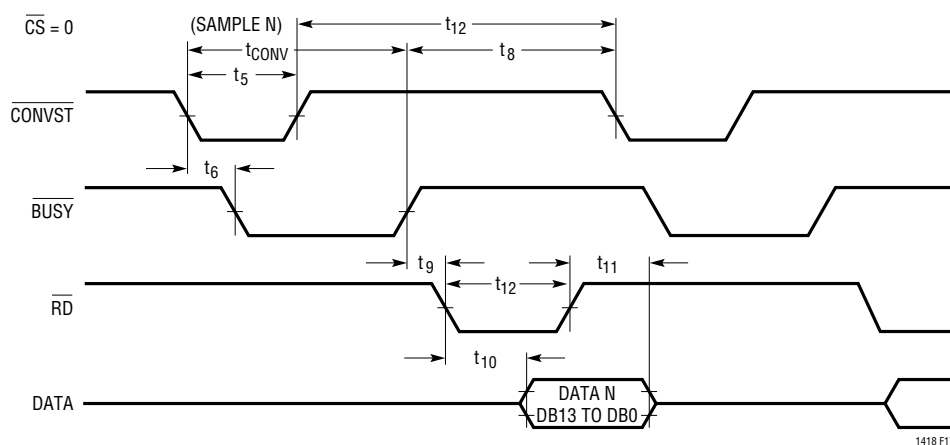 CS = 0
(SAMPLE N)
t12
tCONV
t8
t5
CONVST
t6
BUSY
t9
t12
t11
RD
t10
DATA
DATA N
DB13 TO DB0
1418 F1